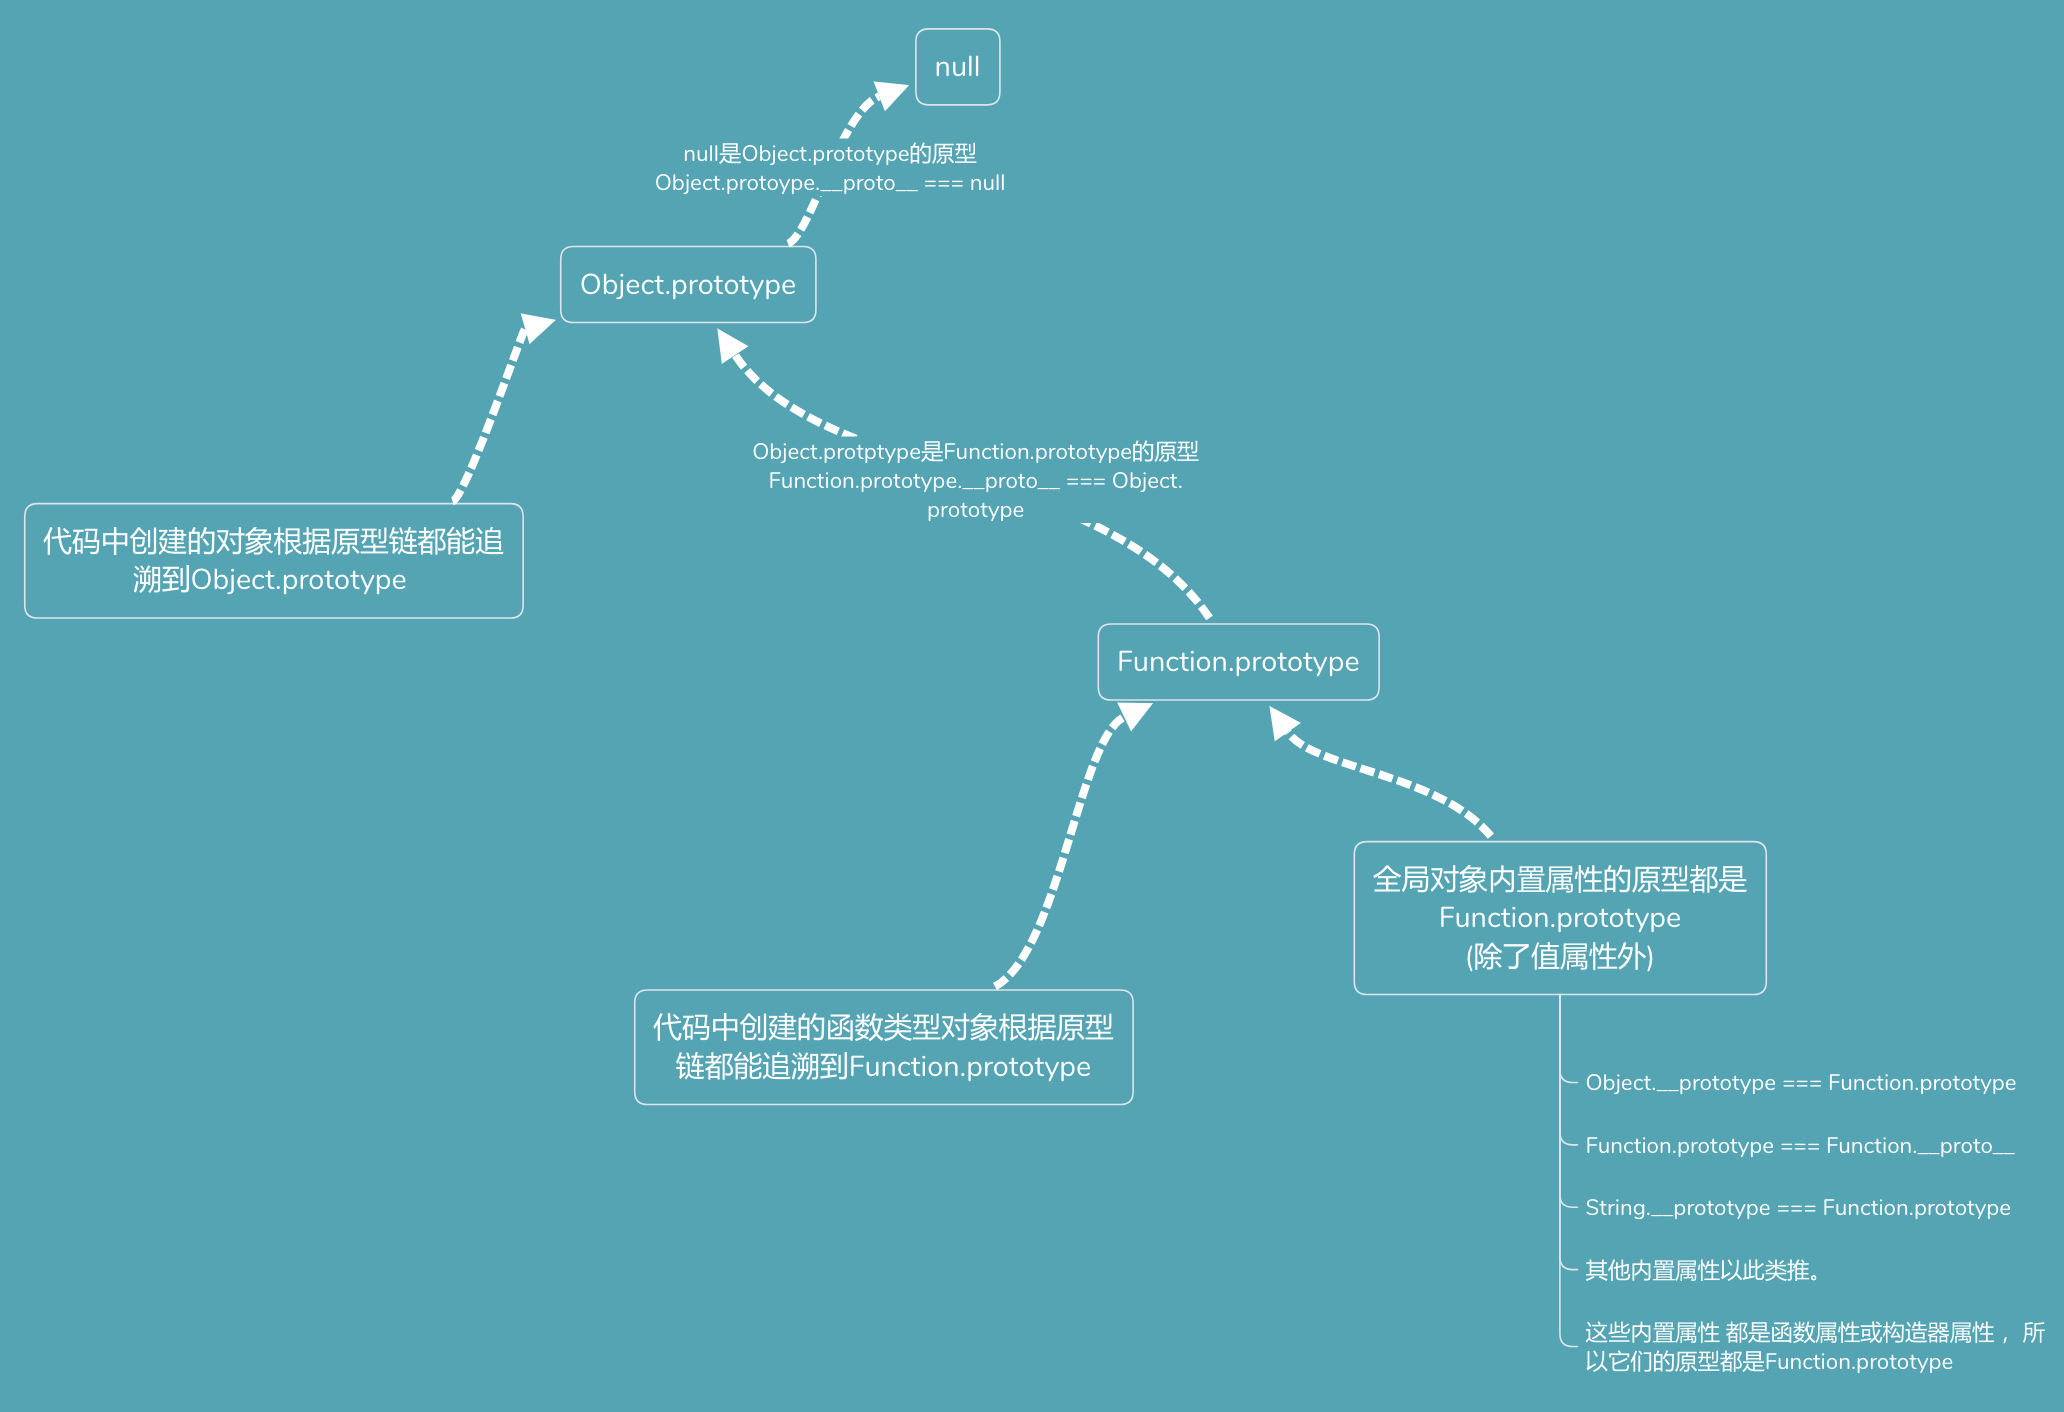 null
null是Object.prototype的原型
Object.protoype.__proto__ === null
Object.prototype
Object.protptype是Function.prototype的原型
Function.prototype.__proto__ === Object.
prototype
代码中创建的对象根据原型链都能追
溯到Object.prototype
Function.prototype
全局对象内置属性的原型都是
Function.prototype
(除了值属性外)
代码中创建的函数类型对象根据原型
链都能追溯到Function.prototype
Object.__prototype === Function.prototype
Function.prototype === Function.__proto__
String.__prototype === Function.prototype
其他内置属性以此类推。
这些内置属性 都是函数属性或构造器属性， 所
以它们的原型都是Function.prototype